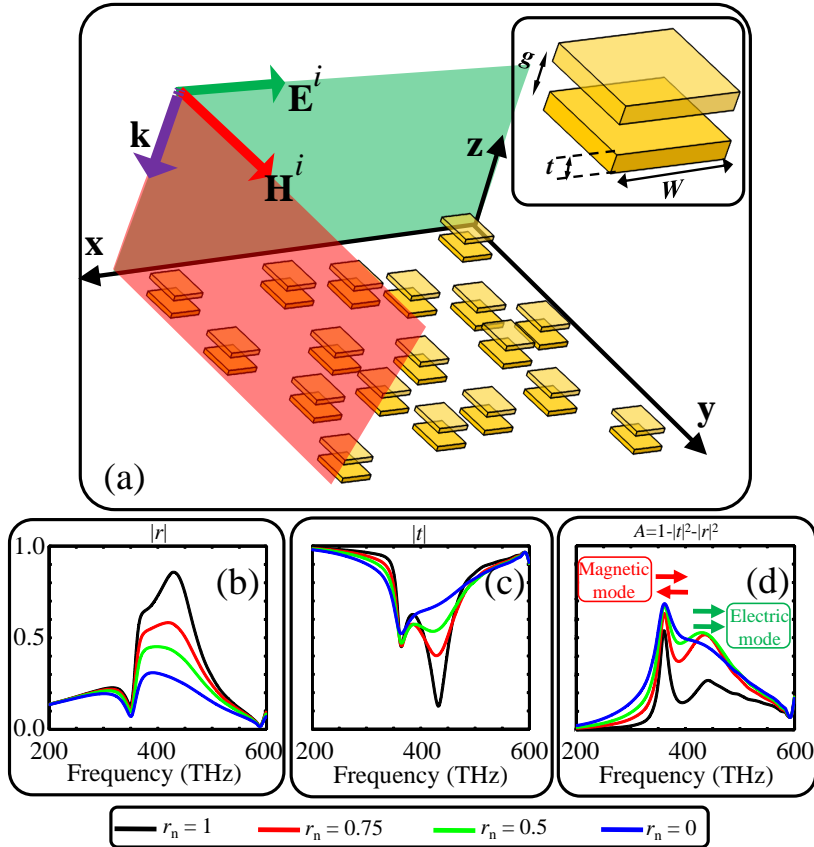 g
E^i
k
z
H^i
t
W
x
y
(a)
|r|
|t|
A=1-|t|²-|r|²
1.0
0.5
0.0
(b)
(c)
(d)
Magnetic
mode
Electric
mode
200 400 600
200 400 600
200 400 600
Frequency (THz)
Frequency (THz)
Frequency (THz)
r_n = 1
r_n = 0.75
r_n = 0.5
r_n = 0